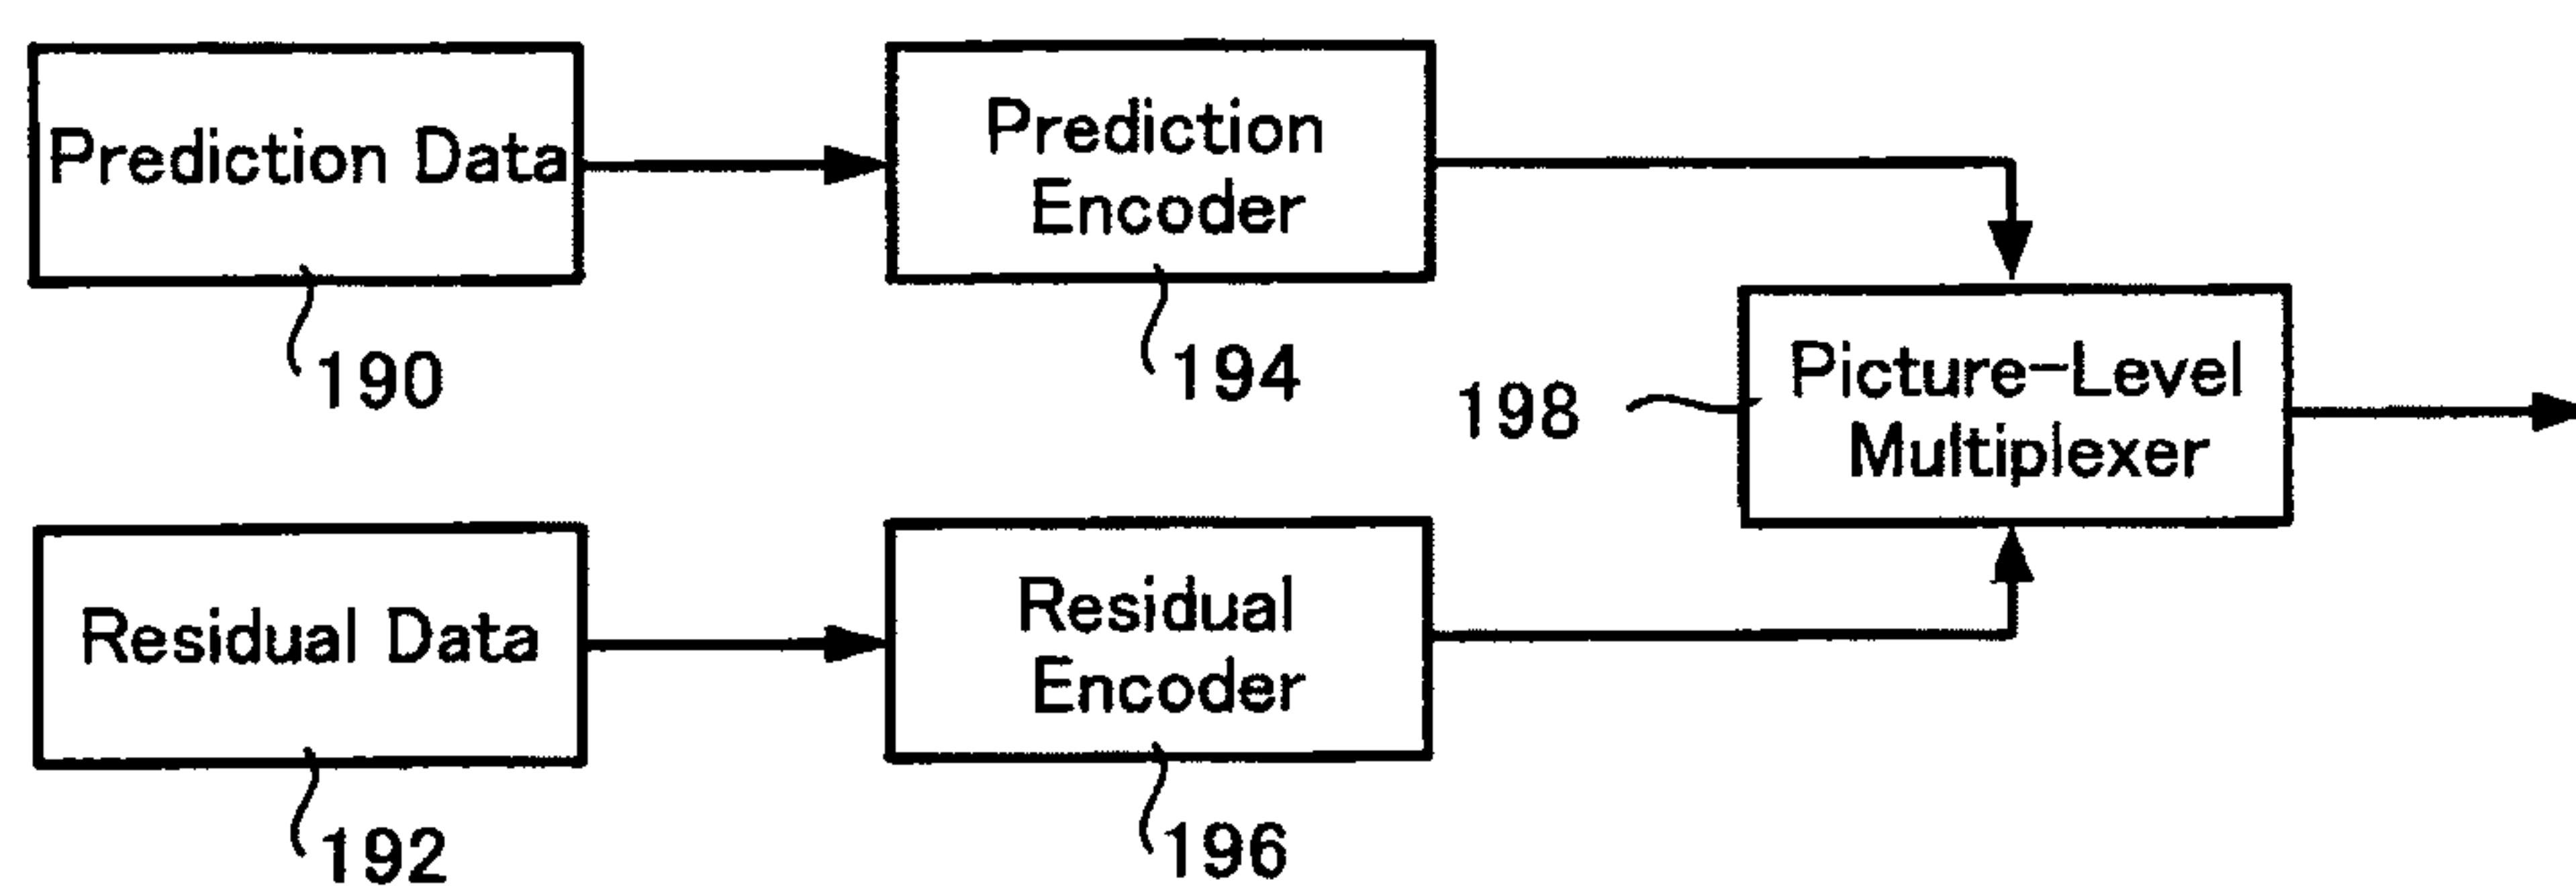 Prediction Data
190
Prediction
Encoder
194
Picture-Level
Multiplexer
198
Residual Data
192
Residual
Encoder
196